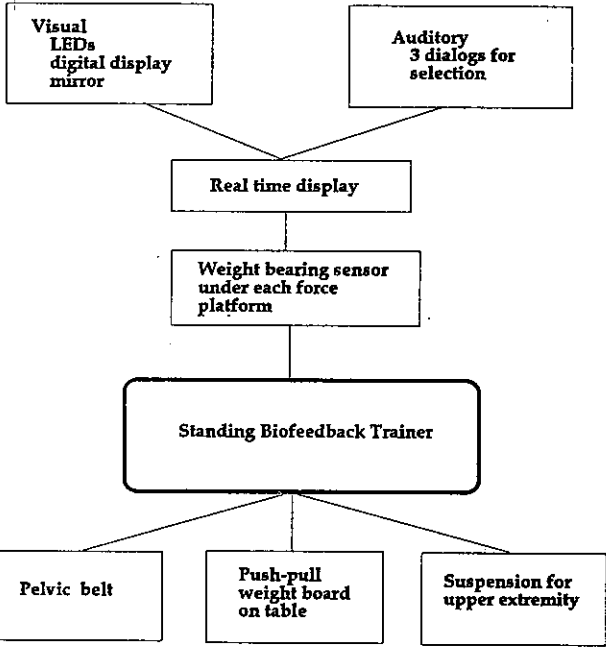 Visual
LEDs
digital display
mirror
Auditory
3 dialogs for
selection
Real time display
Weight bearing sensor
under each force
platform
Standing Biofeedback Trainer
Pelvic belt
Push-pull
weight board
on table
Suspension for
upper extremity